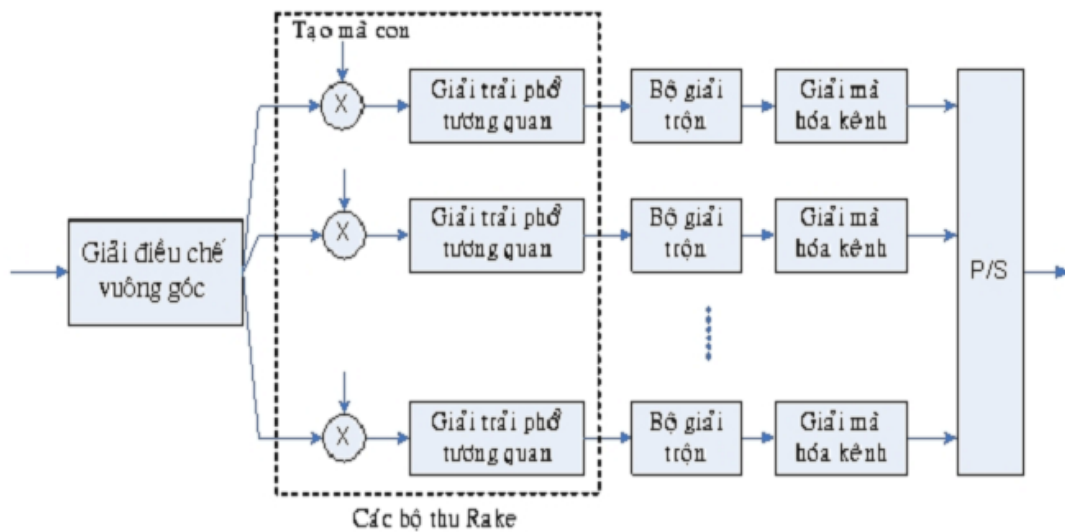 Tạo mã con
X
Giải trải phổ
tương quan
Bộ giải
trộn
Giải mã
hóa kênh
X
Giải trải phổ
tương quan
Bộ giải
trộn
Giải mã
hóa kênh
Giải điều chế
vuông góc
P/S
X
Giải trải phổ
tương quan
Bộ giải
trộn
Giải mã
hóa kênh
Các bộ thu Rake